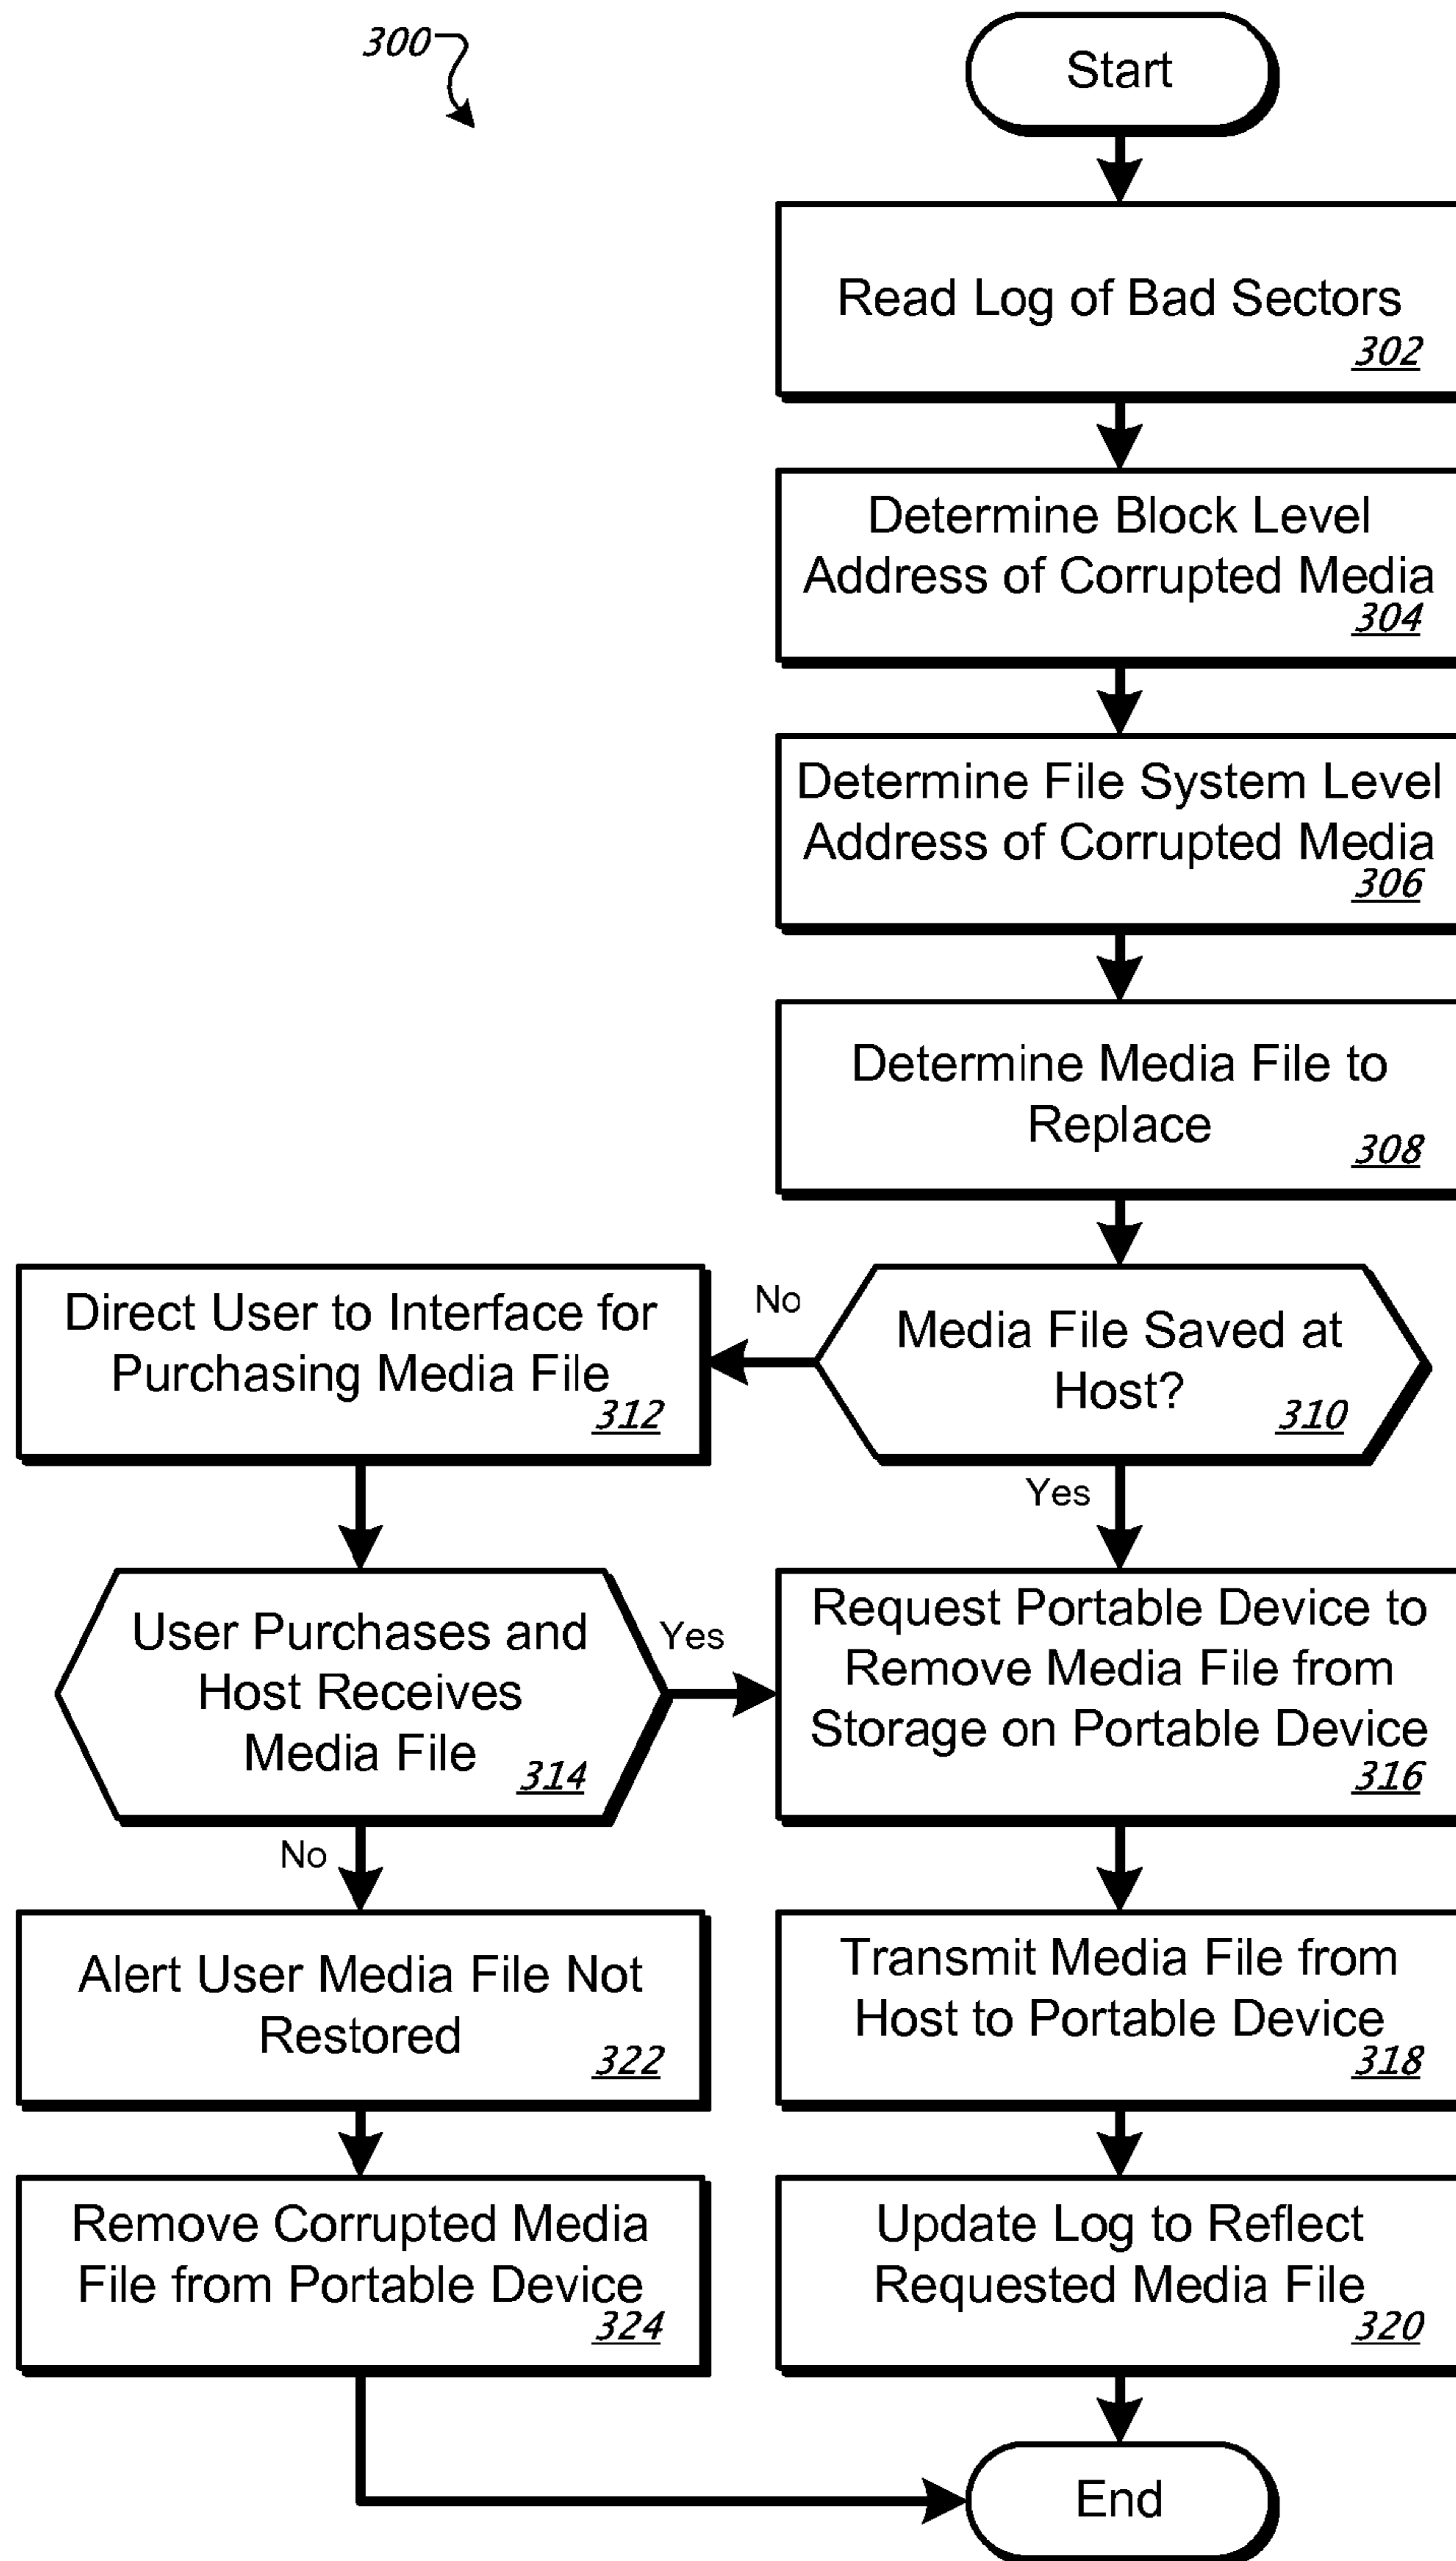 300
Start
Read Log of Bad Sectors
302
Determine Block Level
Address of Corrupted Media
304
Determine File System Level
Address of Corrupted Media
306
Determine Media File to
Replace
308
Media File Saved at
Host?
310
No
Yes
Direct User to Interface for
Purchasing Media File
312
User Purchases and
Host Receives
Media File
314
Yes
No
Request Portable Device to
Remove Media File from
Storage on Portable Device
316
Transmit Media File from
Host to Portable Device
318
Update Log to Reflect
Requested Media File
320
Alert User Media File Not
Restored
322
Remove Corrupted Media
File from Portable Device
324
End